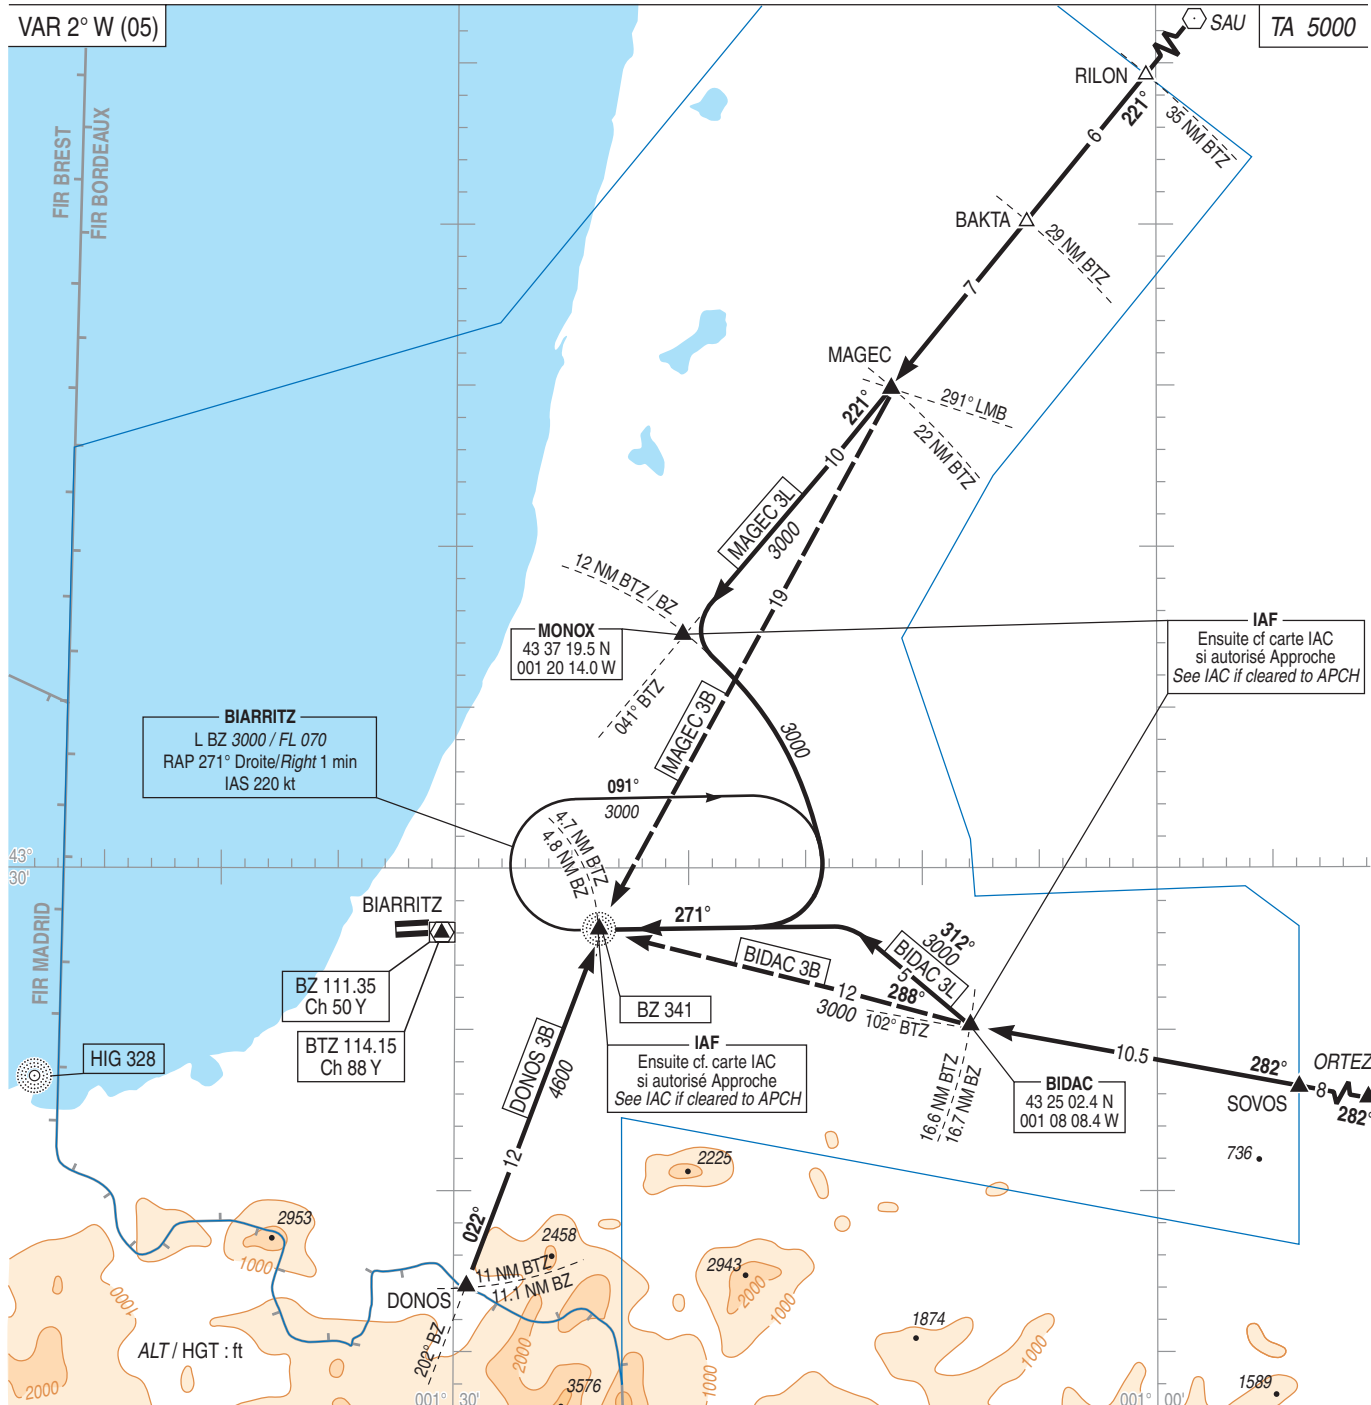 VAR 2° W (05)
SAU
TA 5000
RILON
221°
35 NM BTZ
6
FIR BREST
FIR BORDEAUX
BAKTA
29 NM BTZ
7
MAGEC
221°
291° LMB
22 NM BTZ
10
MAGEC 3L
3000
12 NM BTZ / BZ
19
MONOX
43 37 19.5 N
001 20 14.0 W
041° BTZ
IAF
Ensuite cf carte IAC
si autorisé Approche
See IAC if cleared to APCH
MAGEC 3B
3000
BIARRITZ
L BZ 3000 / FL 070
RAP 271° Droite/Right 1 min
IAS 220 kt
091°
3000
4.7 NM BTZ
4.8 NM BZ
43°
30'
BIARRITZ
271°
312°
3000
BIDAC 3L
5
BIDAC 3B
12
288°
3000
102° BTZ
FIR MADRID
BZ 111.35
Ch 50 Y
BZ 341
BTZ 114.15
Ch 88 Y
HIG 328
IAF
Ensuite cf. carte IAC
si autorisé Approche
See IAC if cleared to APCH
DONOS 3B
4600
12
022°
16.6 NM BTZ
16.7 NM BZ
BIDAC
43 25 02.4 N
001 08 08.4 W
10.5
282°
ORTEZ
SOVOS
8
282°
736
2225
2953
1000
2458
11 NM BTZ
11.1 NM BZ
2943
2000
1000
DONOS
1000
202° BZ
ALT / HGT : ft
2000
2000
3576
1000
1874
1000
1589
001° 30'
001° 00'